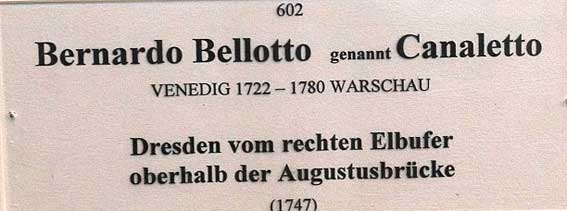 602
Bernardo Bellotto genannt Canaletto
VENEDIG 1722 – 1780 WARSCHAU
Dresden vom rechten Elbufer
oberhalb der Augustusbrücke
(1747)